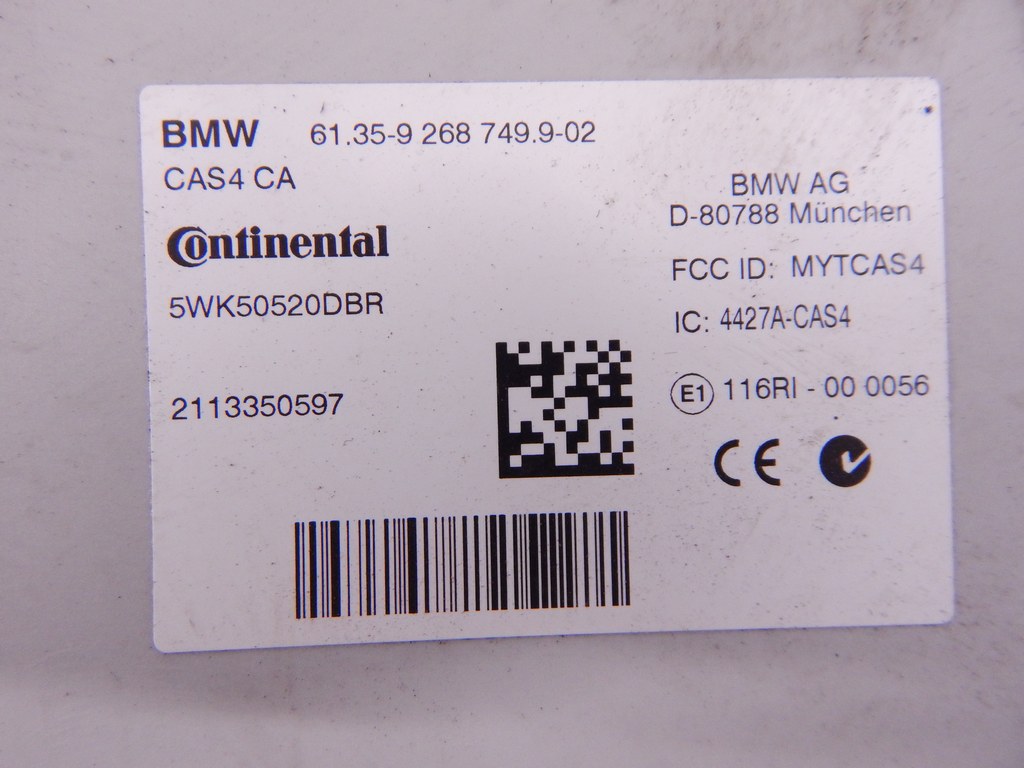 BMW 61.35-9 268 749.9-02
CAS4 CA
Continental
5WK50520DBR
2113350597
BMW AG
D-80788 München
FCC ID: MYTCAS4
IC: 4427A-CAS4
E1 116RI - 00 0056
CE